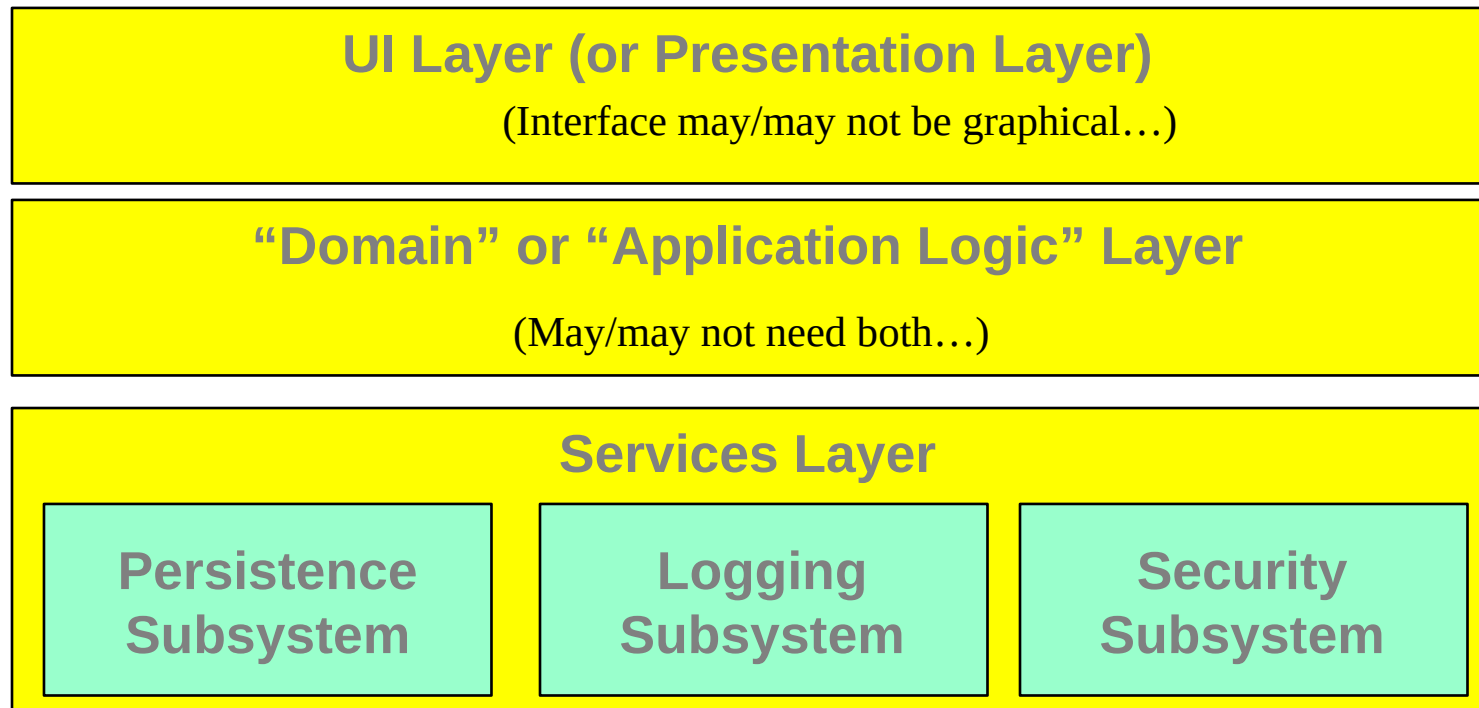 UI Layer (or Presentation Layer)
(Interface may/may not be graphical…)
“Domain” or “Application Logic” Layer
(May/may not need both…)
Services Layer
Persistence
Subsystem
Logging
Subsystem
Security
Subsystem